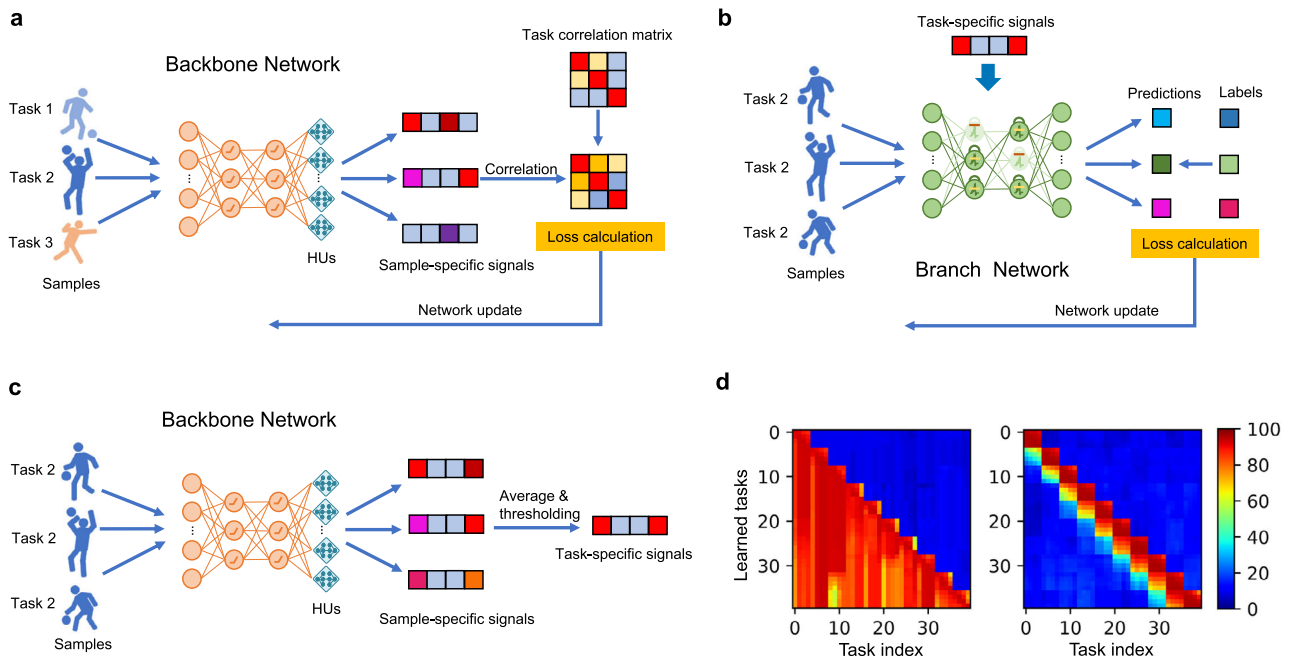 a
Task correlation matrix
Backbone Network
Task 1
Task 2
Correlation
Task 3
HUs
Loss calculation
Samples
Sample-specific signals
Network update
b
Task-specific signals
Task 2
Predictions
Labels
Task 2
Task 2
Samples
Branch Network
Loss calculation
Network update
c
Backbone Network
Task 2
Average &
thresholding
Task 2
Task-specific signals
Task 2
HUs
Samples
Sample-specific signals
d
Learned tasks
0
10
20
30
0 10 20 30
Task index
0
10
20
30
0 10 20 30
Task index
100
80
60
40
20
0